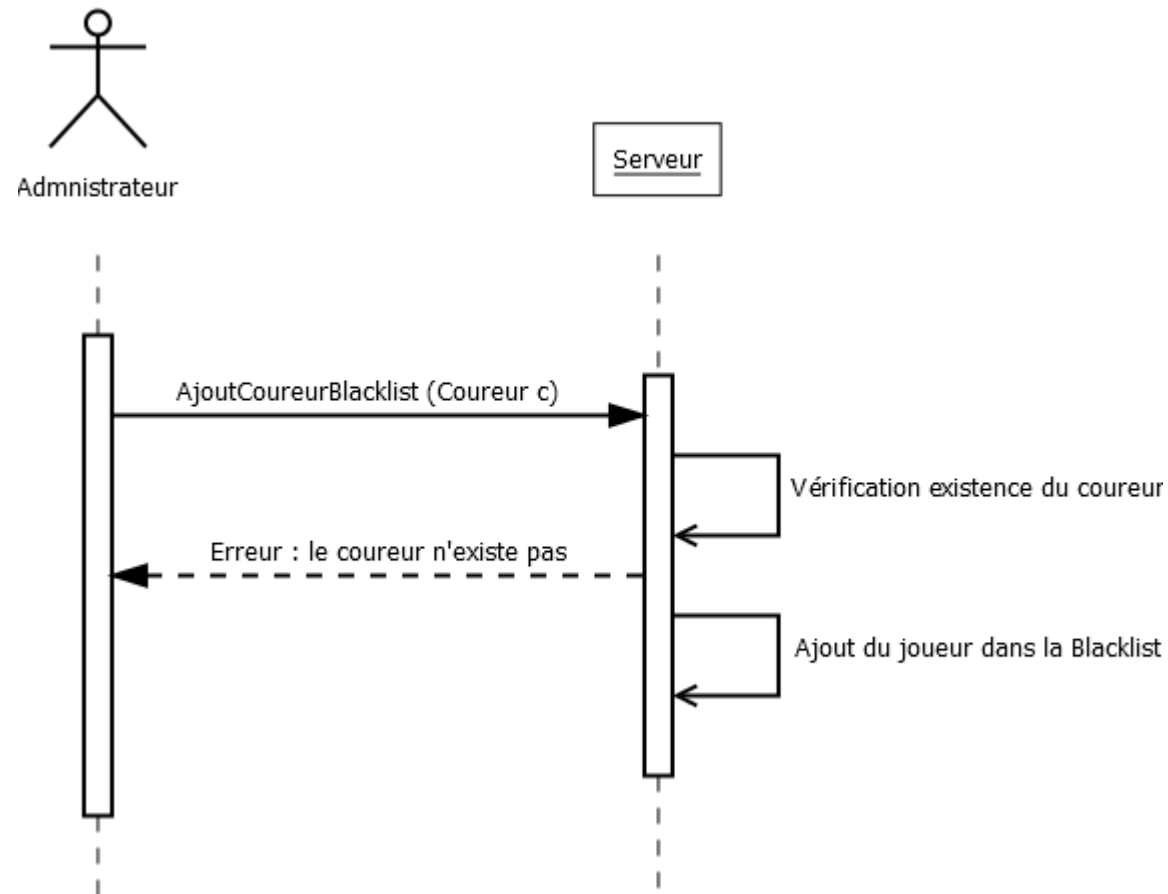 Admnistrateur
Serveur
AjoutCoureurBlacklist (Coureur c)
Vérification existence du coureur
Erreur : le coureur n'existe pas
Ajout du joueur dans la Blacklist